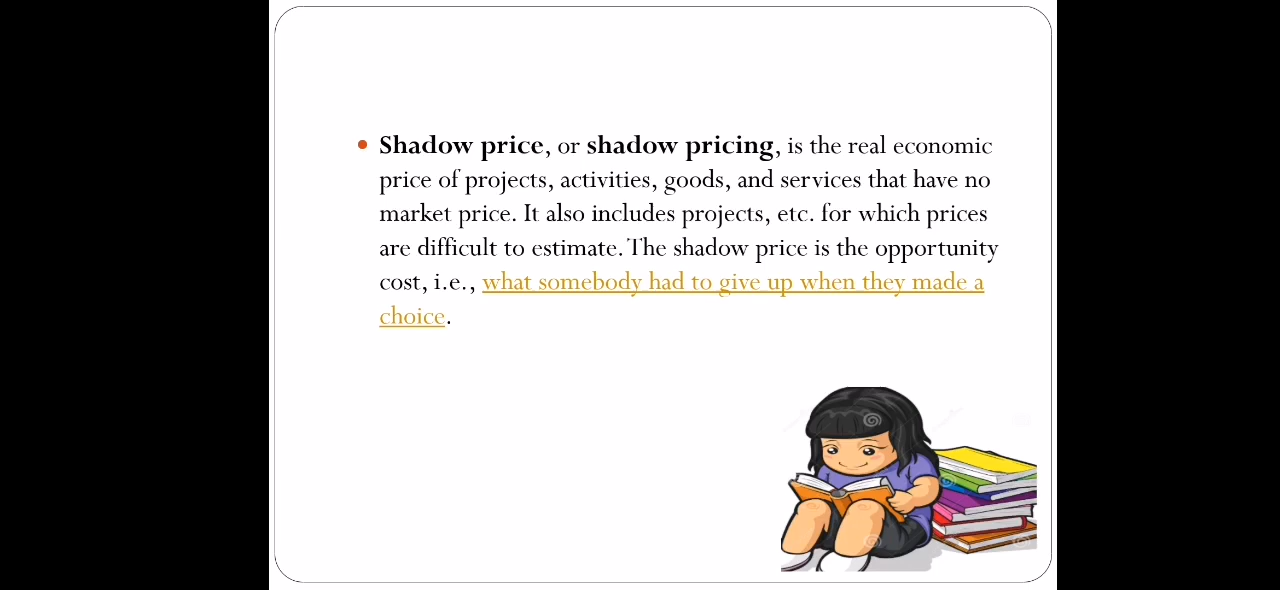 Shadow price, or shadow pricing, is the real economic
price of projects, activities, goods, and services that have no
market price. It also includes projects, etc. for which prices
are difficult to estimate. The shadow price is the opportunity
cost, i.e., what somebody had to give up when they made a
choice.